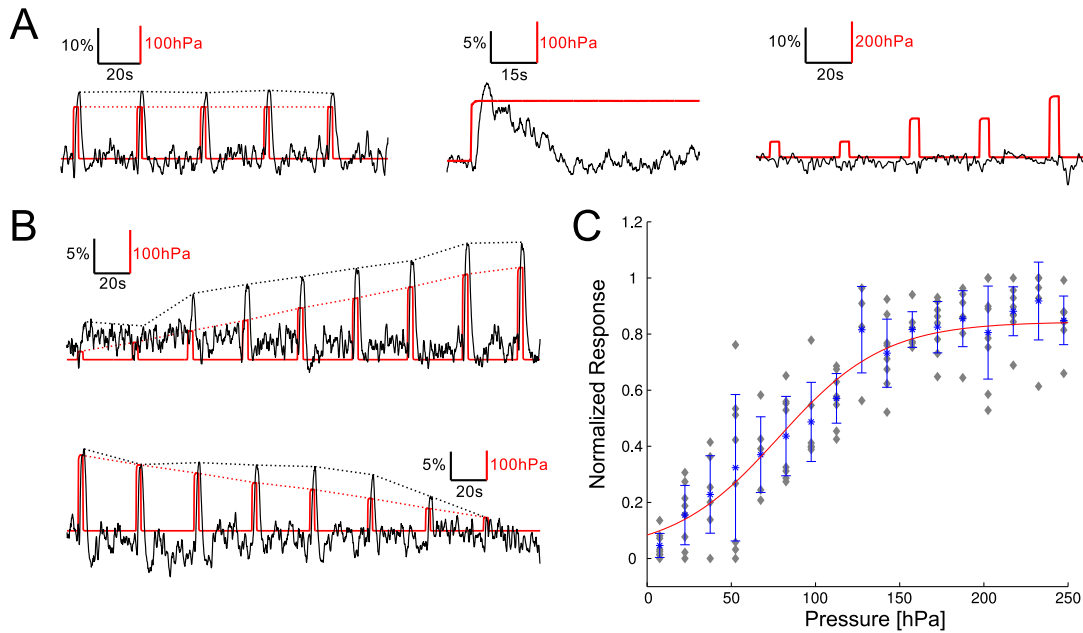 A
10%
100hPa
20s
5%
100hPa
15s
10%
200hPa
20s
B
5%
100hPa
20s
5%
100hPa
20s
C
Normalized Response
1.2
1
0.8
0.6
0.4
0.2
0
0 50 100 150 200 250
Pressure [hPa]